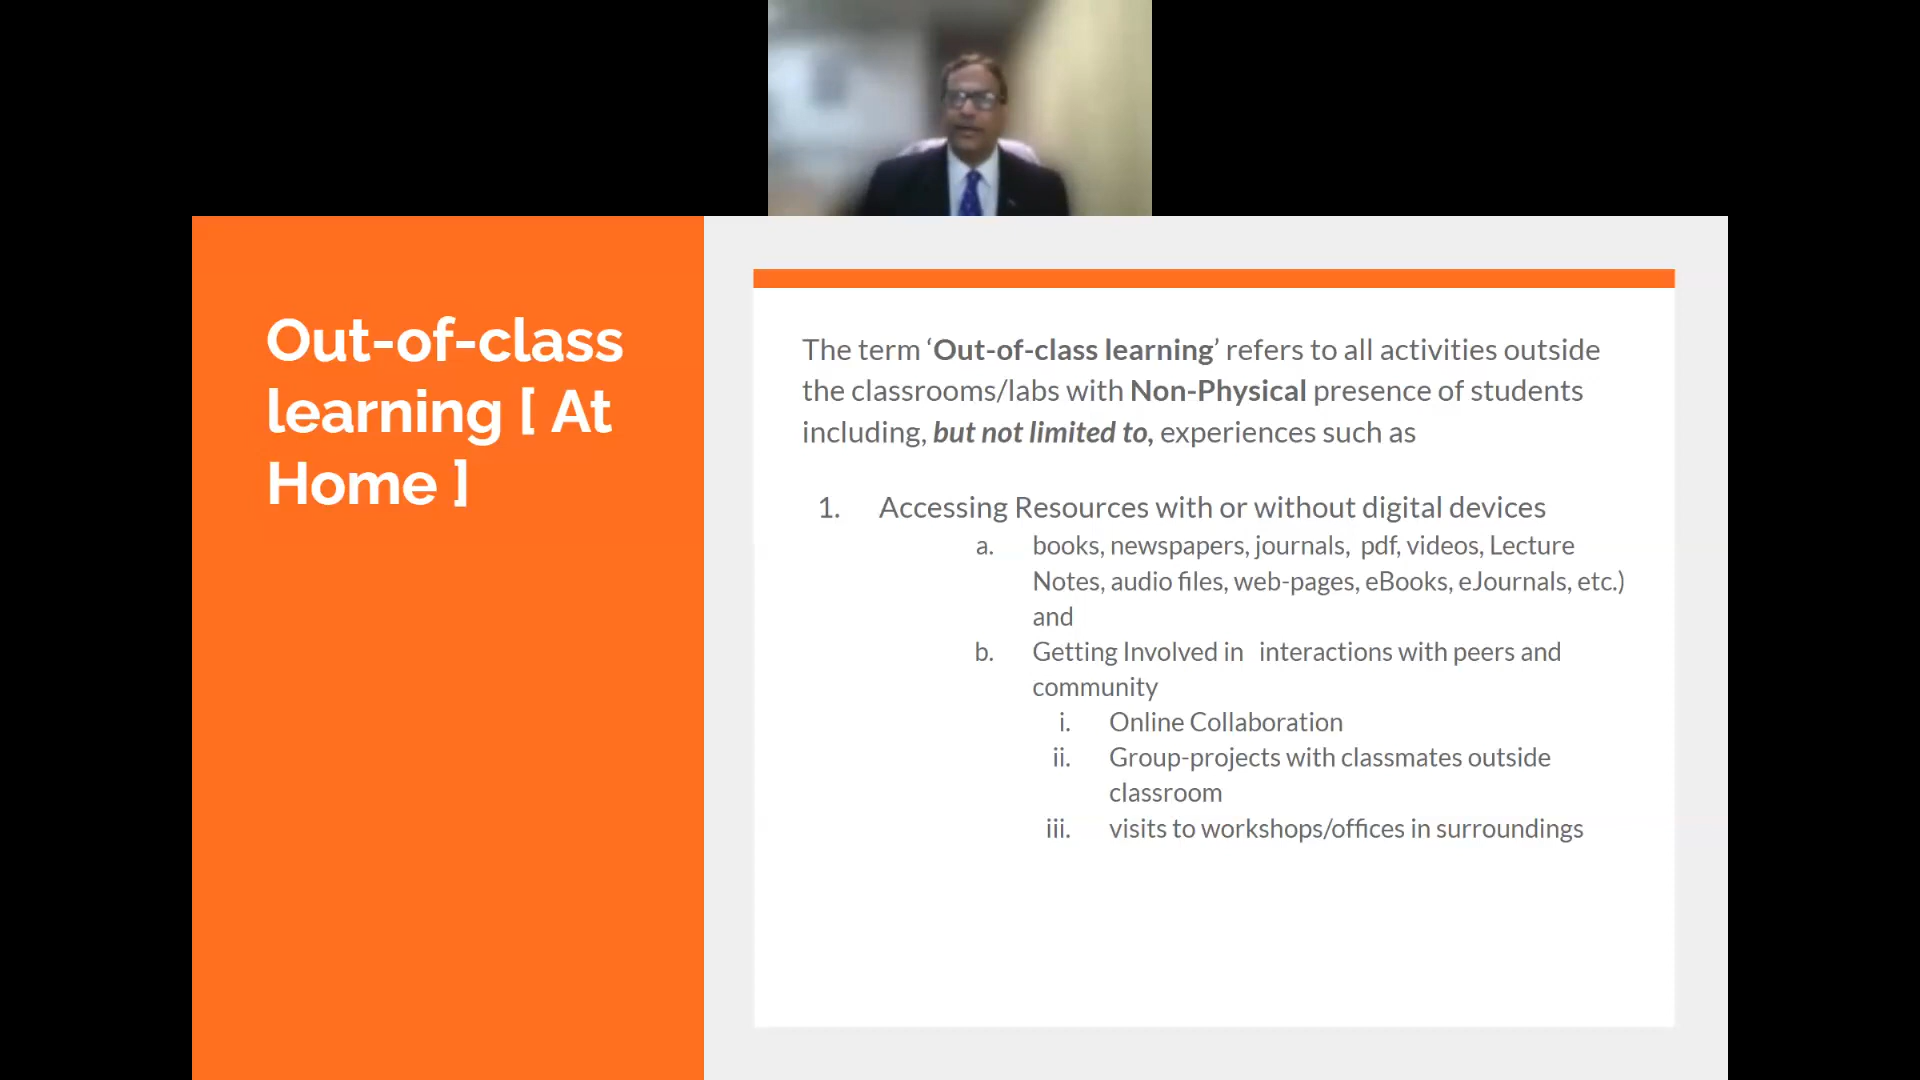 Out-of-class
learning [ At
Home ]
The term ‘Out-of-class learning’ refers to all activities outside
the classrooms/labs with Non-Physical presence of students
including, but not limited to, experiences such as
1. Accessing Resources with or without digital devices
a. books, newspapers, journals, pdf, videos, Lecture
Notes, audio files, web-pages, eBooks, eJournals, etc.)
and
b. Getting Involved in interactions with peers and
community
i. Online Collaboration
ii. Group-projects with classmates outside
classroom
iii. visits to workshops/offices in surroundings